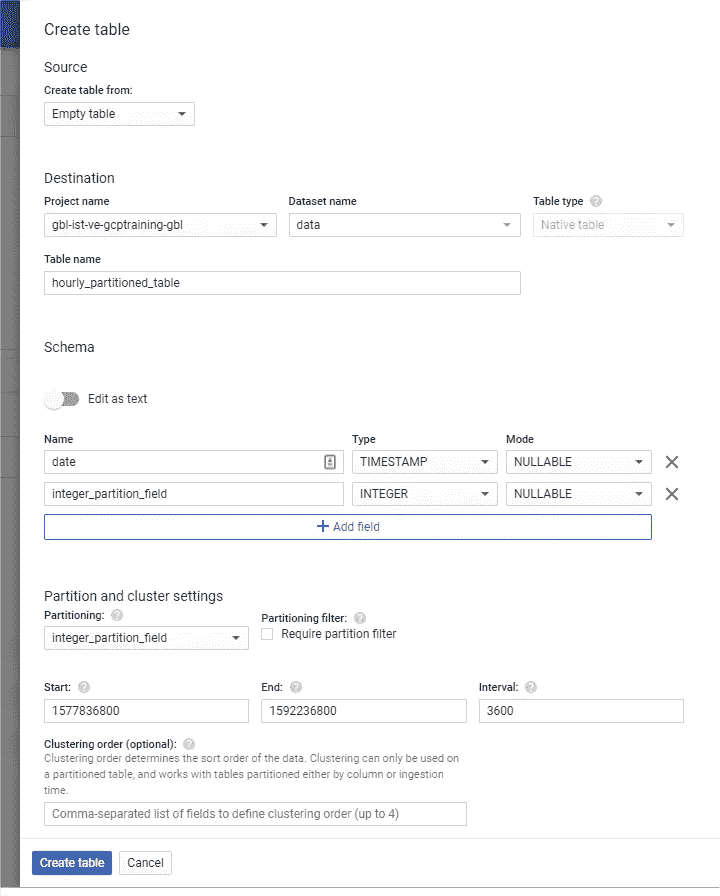 Create table
Source
Create table from:
Empty table
Destination
Project name Dataset name Table type
gbl-ist-ve-gcptraining-gbl data Native table
Table name
hourly_partitioned_table
Schema
Edit as text
Name Type Mode
date TIMESTAMP NULLABLE
integer_partition_field INTEGER NULLABLE
+ Add field
Partition and cluster settings
Partitioning: ? Partitioning filter: ?
integer_partition_field Require partition filter
Start: ? End: ? Interval: ?
1577836800 1592236800 3600
Clustering order (optional): ?
Clustering order determines the sort order of the data. Clustering can only be used on
a partitioned table, and works with tables partitioned either by column or ingestion
time.
Comma-separated list of fields to define clustering order (up to 4)
Create table Cancel